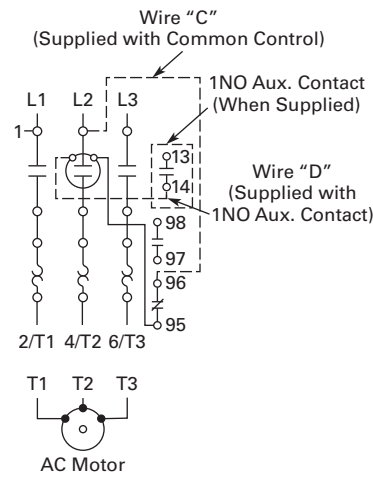 Wire “C”
(Supplied with Common Control)
1NO Aux. Contact
(When Supplied)
L1 L2 L3
1
13
14
Wire “D”
(Supplied with
1NO Aux. Contact)
98
97
96
95
2/T1 4/T2 6/T3
T1 T2 T3
AC Motor